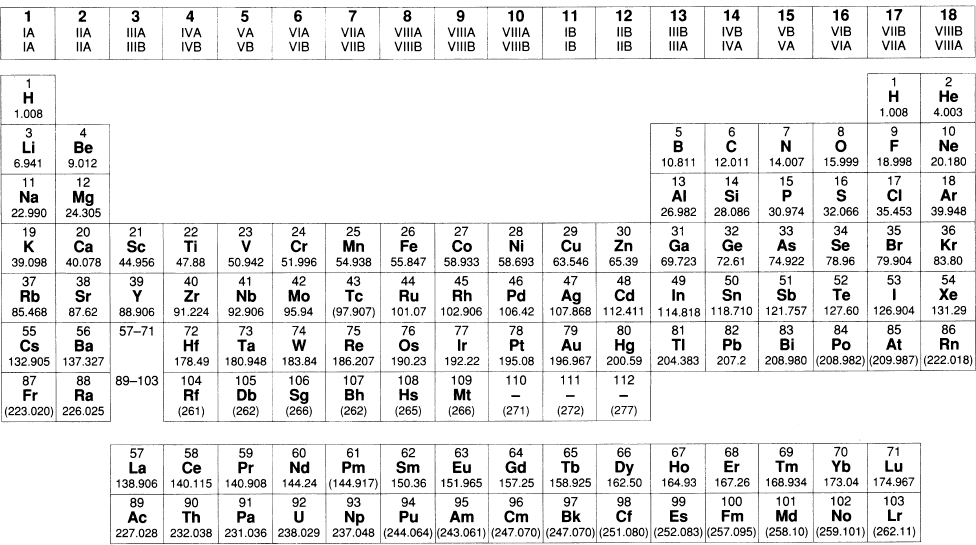 1 2 3 4 5 6 7 8 9 10 11 12 13 14 15 16 17 18
IA IIA IIIA IVA VA VIA VIIA VIIIA VIIIA VIIIA IB IIB IIIB IVB VB VIB VIIB VIIIB
IA IIA IIIB IVB VB VIB VIIB VIIIB VIIIB VIIIB IB IIB IIIA IVA VA VIA VIIA VIIIA
1 1 2
H H He
1.008 1.008 4.003
3 4 5 6 7 8 9 10
Li Be B C N O F Ne
6.941 9.012 10.811 12.011 14.007 15.999 18.998 20.180
11 12 13 14 15 16 17 18
Na Mg Al Si P S Cl Ar
22.990 24.305 26.982 28.086 30.974 32.066 35.453 39.948
19 20 21 22 23 24 25 26 27 28 29 30 31 32 33 34 35 36
K Ca Sc Ti V Cr Mn Fe Co Ni Cu Zn Ga Ge As Se Br Kr
39.098 40.078 44.956 47.88 50.942 51.996 54.938 55.847 58.933 58.693 63.546 65.39 69.723 72.61 74.922 78.96 79.904 83.80
37 38 39 40 41 42 43 44 45 46 47 48 49 50 51 52 53 54
Rb Sr Y Zr Nb Mo Tc Ru Rh Pd Ag Cd In Sn Sb Te I Xe
85.468 87.62 88.906 91.224 92.906 95.94 (97.907) 101.07 102.906 106.42 107.868 112.411 114.818 118.710 121.757 127.60 126.904 131.29
55 56 57–71 72 73 74 75 76 77 78 79 80 81 82 83 84 85 86
Cs Ba Hf Ta W Re Os Ir Pt Au Hg Tl Pb Bi Po At Rn
132.905 137.327 178.49 180.948 183.84 186.207 190.23 192.22 195.08 196.967 200.59 204.383 207.2 208.980 (208.982) (209.987) (222.018)
87 88 89–103 104 105 106 107 108 109 110 111 112
Fr Ra Rf Db Sg Bh Hs Mt – – –
(223.020) 226.025 (261) (262) (266) (262) (265) (266) (271) (272) (277)
57 58 59 60 61 62 63 64 65 66 67 68 69 70 71
La Ce Pr Nd Pm Sm Eu Gd Tb Dy Ho Er Tm Yb Lu
138.906 140.115 140.908 144.24 (144.917) 150.36 151.965 157.25 158.925 162.50 164.93 167.26 168.934 173.04 174.967
89 90 91 92 93 94 95 96 97 98 99 100 101 102 103
Ac Th Pa U Np Pu Am Cm Bk Cf Es Fm Md No Lr
227.028 232.038 231.036 238.029 237.048 (244.064) (243.061) (247.070) (247.070) (251.080) (252.083) (257.095) (258.10) (259.101) (262.11)